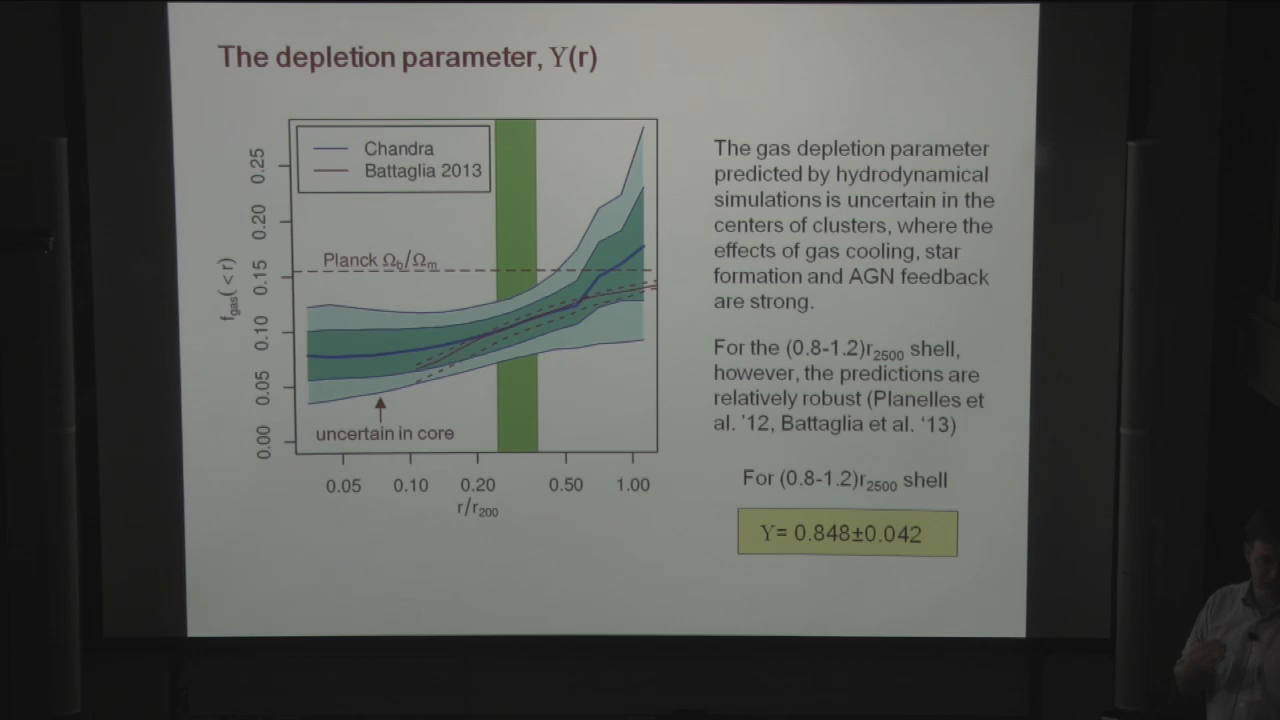 The depletion parameter, Υ(r)
Chandra
Battaglia 2013
Planck Ω_b/Ω_m
uncertain in core
f_gas(<r)
0.00 0.05 0.10 0.15 0.20 0.25
0.05 0.10 0.20 0.50 1.00
r/r_200
The gas depletion parameter
predicted by hydrodynamical
simulations is uncertain in the
centers of clusters, where the
effects of gas cooling, star
formation and AGN feedback
are strong.
For the (0.8-1.2)r_2500 shell,
however, the predictions are
relatively robust (Planelles et
al. '12, Battaglia et al. '13)
For (0.8-1.2)r_2500 shell
Υ= 0.848±0.042